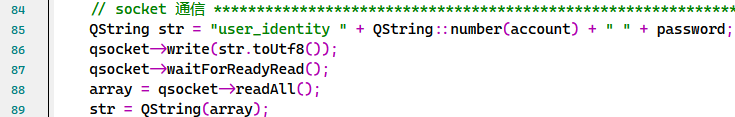 84 // socket 通信 ******************************************************************
85 QString str = "user_identity " + QString::number(account) + " " + password;
86 qsocket->write(str.toUtf8());
87 qsocket->waitForReadyRead();
88 array = qsocket->readAll();
89 str = QString(array);